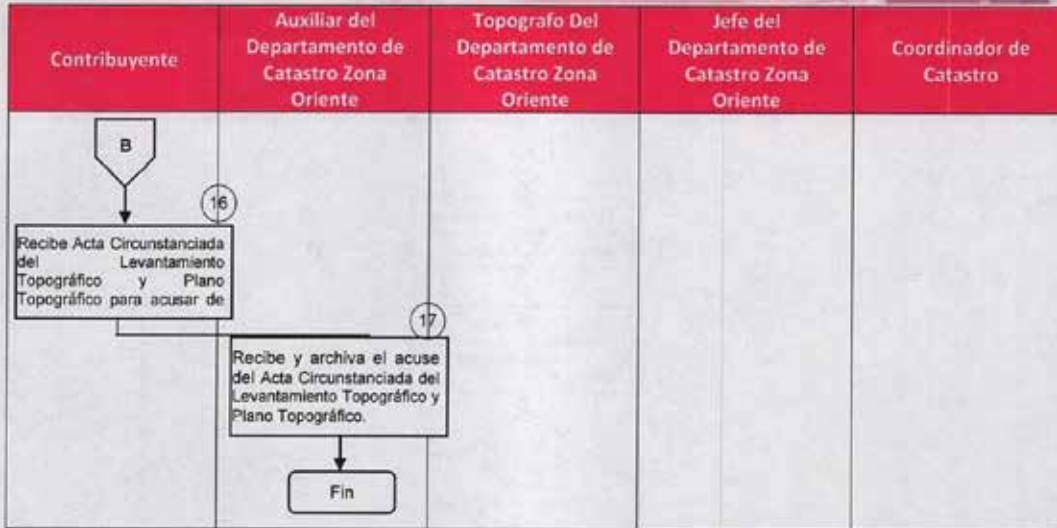 Contribuyente
Auxiliar del
Departamento de
Catastro Zona
Oriente
Topografo Del
Departamento de
Catastro Zona
Oriente
Jefe del
Departamento de
Catastro Zona
Oriente
Coordinador de
Catastro
B
16
Recibe Acta Circunstanciada
del Levantamiento
Topográfico y Plano
Topográfico para acusar de
17
Recibe y archiva el acuse
del Acta Circunstanciada del
Levantamiento Topográfico y
Plano Topográfico.
Fin